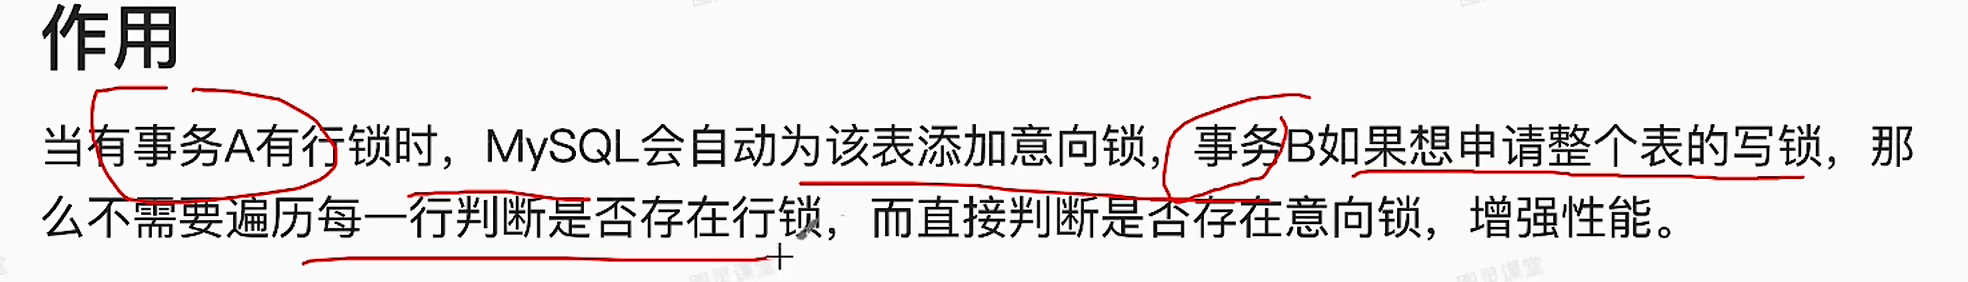 作用
当有事务A有行锁时，MySQL会自动为该表添加意向锁，事务B如果想申请整个表的写锁，那
么不需要遍历每一行判断是否存在行锁，而直接判断是否存在意向锁，增强性能。